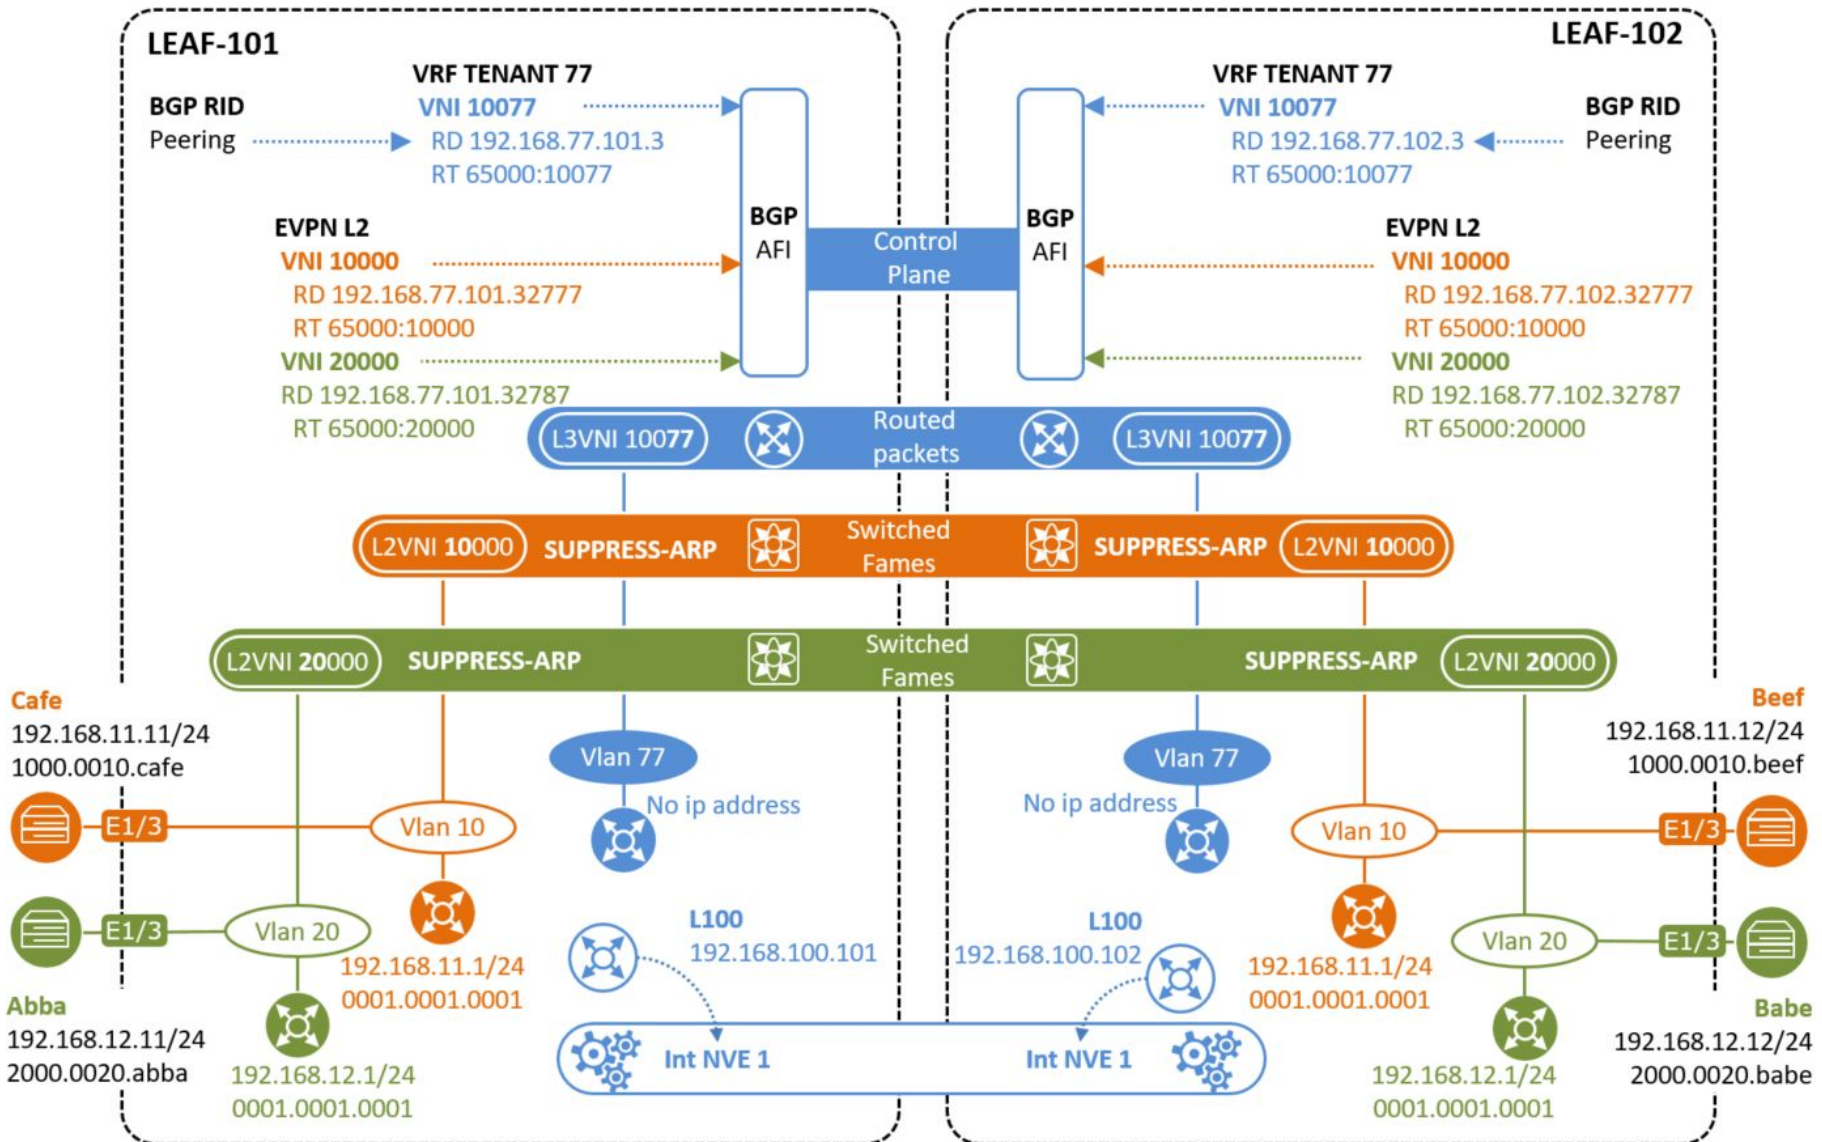 LEAF-101
VRF TENANT 77
BGP RID
VNI 10077
Peering
RD 192.168.77.101.3
RT 65000:10077
EVPN L2
VNI 10000
RD 192.168.77.101.32777
RT 65000:10000
VNI 20000
RD 192.168.77.101.32787
RT 65000:20000
BGP
AFI
Control
Plane
LEAF-102
VRF TENANT 77
VNI 10077
BGP RID
RD 192.168.77.102.3
Peering
RT 65000:10077
BGP
AFI
EVPN L2
VNI 10000
RD 192.168.77.102.32777
RT 65000:10000
VNI 20000
RD 192.168.77.102.32787
RT 65000:20000
L3VNI 10077
Routed
packets
L3VNI 10077
L2VNI 10000
SUPPRESS-ARP
Switched
Fames
SUPPRESS-ARP
L2VNI 10000
L2VNI 20000
SUPPRESS-ARP
Switched
Fames
SUPPRESS-ARP
L2VNI 20000
Cafe
192.168.11.11/24
1000.0010.cafe
E1/3
Vlan 10
Vlan 77
No ip address
E1/3
Vlan 20
192.168.11.1/24
0001.0001.0001
Abba
192.168.12.11/24
2000.0020.abba
192.168.12.1/24
0001.0001.0001
L100
192.168.100.101
Int NVE 1
Vlan 77
No ip address
L100
192.168.100.102
Int NVE 1
Beef
192.168.11.12/24
1000.0010.beef
Vlan 10
E1/3
192.168.11.1/24
0001.0001.0001
Vlan 20
E1/3
Babe
192.168.12.12/24
2000.0020.babe
192.168.12.1/24
0001.0001.0001